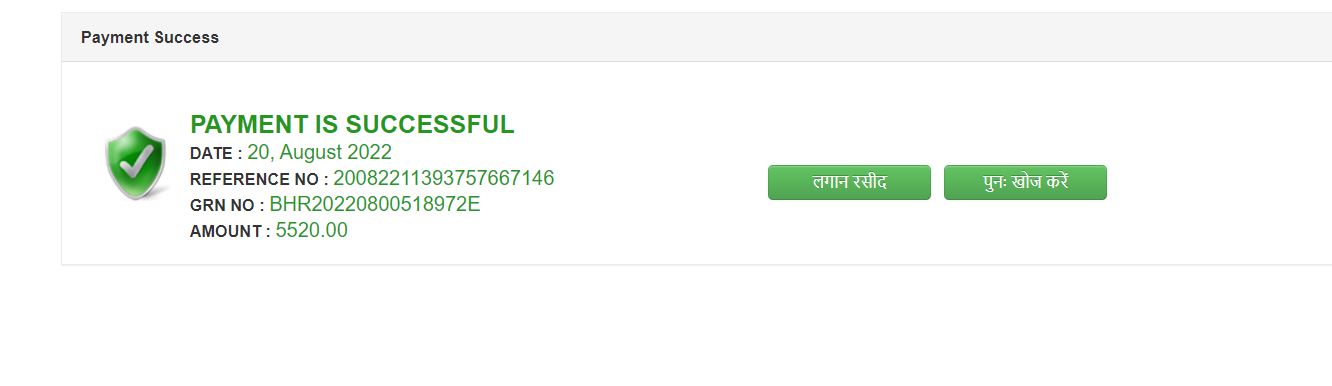 Payment Success
PAYMENT IS SUCCESSFUL
DATE : 20, August 2022
REFERENCE NO : 20082211393757667146
GRN NO : BHR20220800518972E
AMOUNT : 5520.00
लगान रसीद
पुनः खोज करें